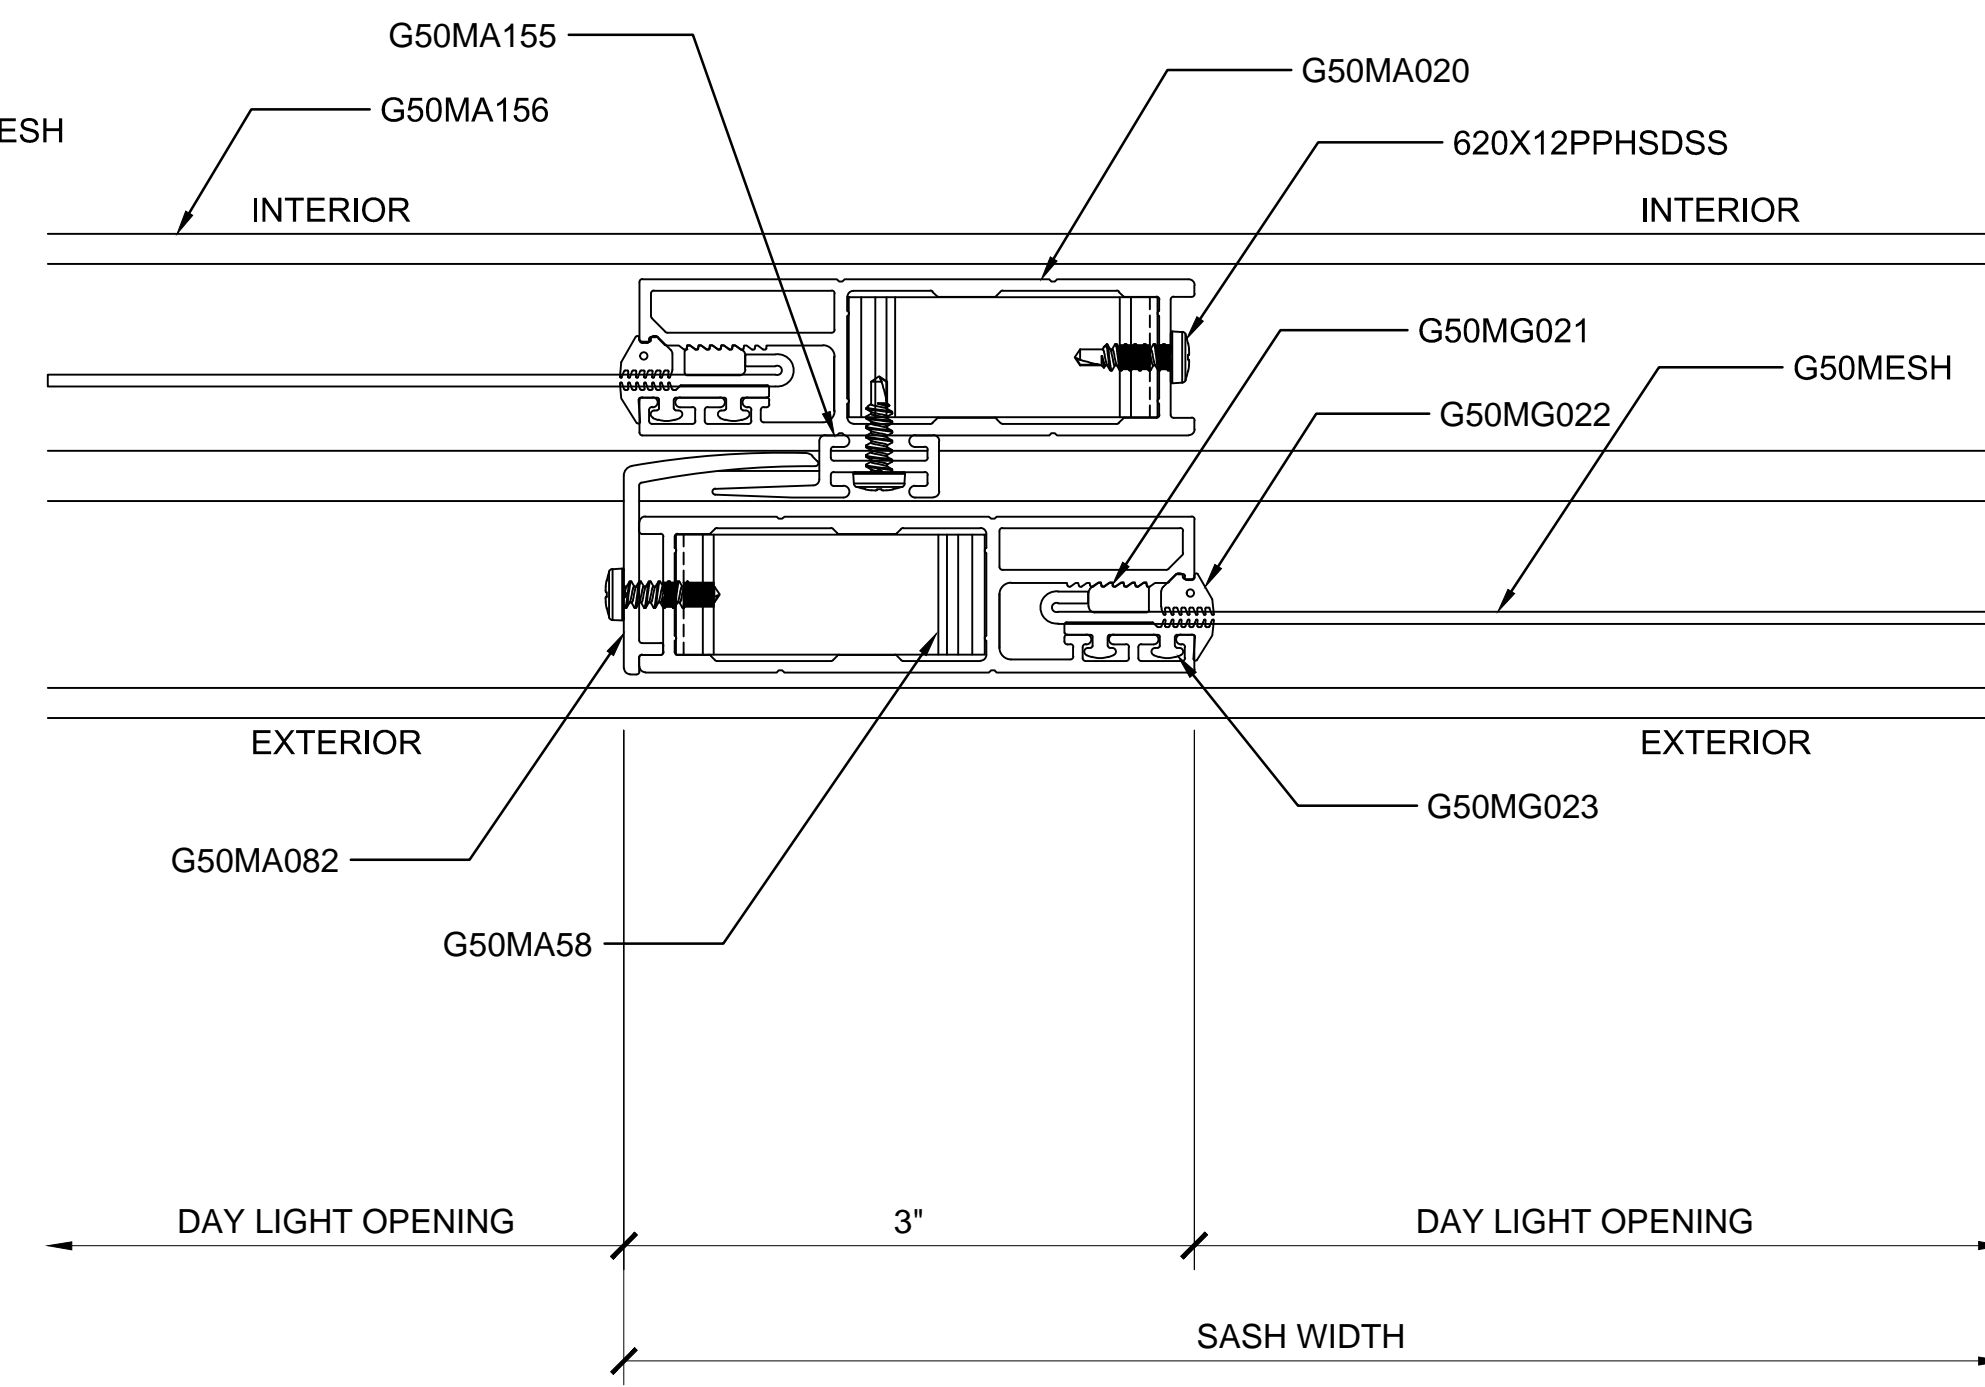 G50MA155
G50MA020
G50MA156
ESH
620X12PPHSDSS
INTERIOR
INTERIOR
G50MG021
G50MESH
G50MG022
EXTERIOR
EXTERIOR
G50MG023
G50MA082
G50MA58
DAY LIGHT OPENING
3"
DAY LIGHT OPENING
SASH WIDTH